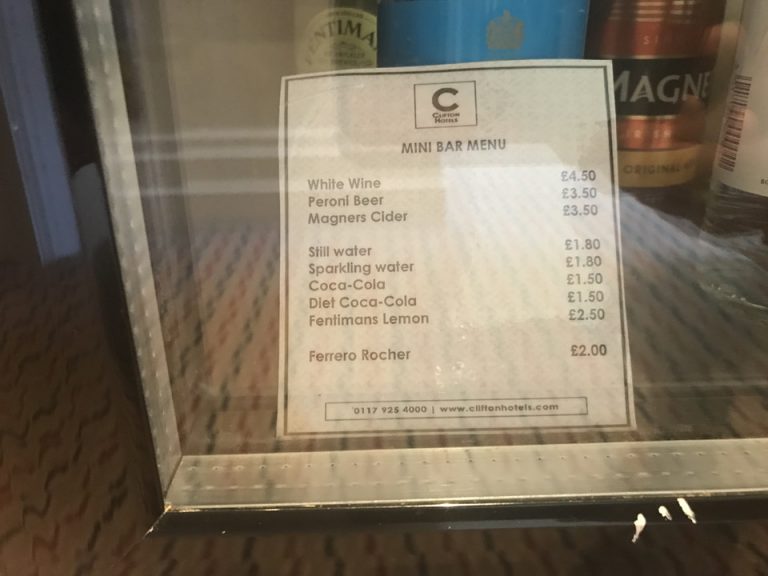 ENTIMA
MAGNE
ORIGINAL
C
CLIFTON
HOTELS
MINI BAR MENU
White Wine £4.50
Peroni Beer £3.50
Magners Cider £3.50
Still water £1.80
Sparkling water £1.80
Coca-Cola £1.50
Diet Coca-Cola £1.50
Fentimans Lemon £2.50
Ferrero Rocher £2.00
0117 925 4000 | www.cliftonhotels.com